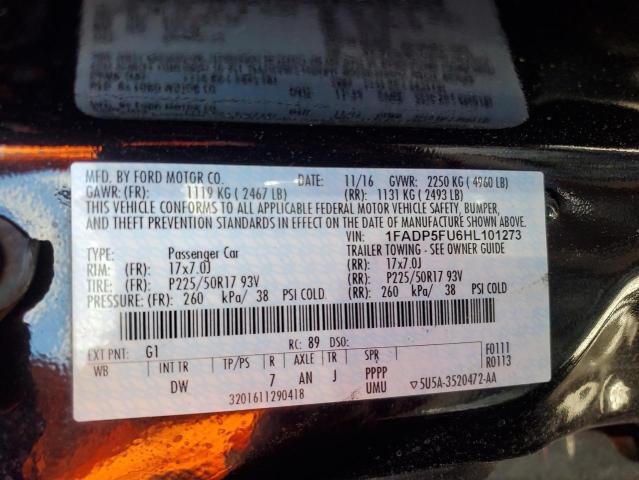 MFD. BY FORD MOTOR CO. DATE: 11/16 GVWR: 2250 KG ( 4960 LB)
GAWR: (FR): 1119 KG ( 2467 LB) (RR): 1131 KG ( 2493 LB)
THIS VEHICLE CONFORMS TO ALL APPLICABLE FEDERAL MOTOR VEHICLE SAFETY, BUMPER,
AND THEFT PREVENTION STANDARDS IN EFFECT ON THE DATE OF MANUFACTURE SHOWN ABOVE.
VIN: 1FADP5FU6HL101273
TYPE: Passenger Car TRAILER TOWING - SEE OWNER GUIDE
RIM: (FR): 17x7.0J (RR): 17x7.0J
TIRE: (FR): P225/50R17 93V (RR): P225/50R17 93V
PRESSURE: (FR): 260 kPa/ 38 PSI COLD (RR): 260 kPa/ 38 PSI COLD
EXT PNT: G1 RC: 89 DSO: F0111
WB INT TR TP/PS R AXLE TR SPR R0113
DW 7 AN J PPPP
UMU
3201611290418 5U5A-3520472-AA